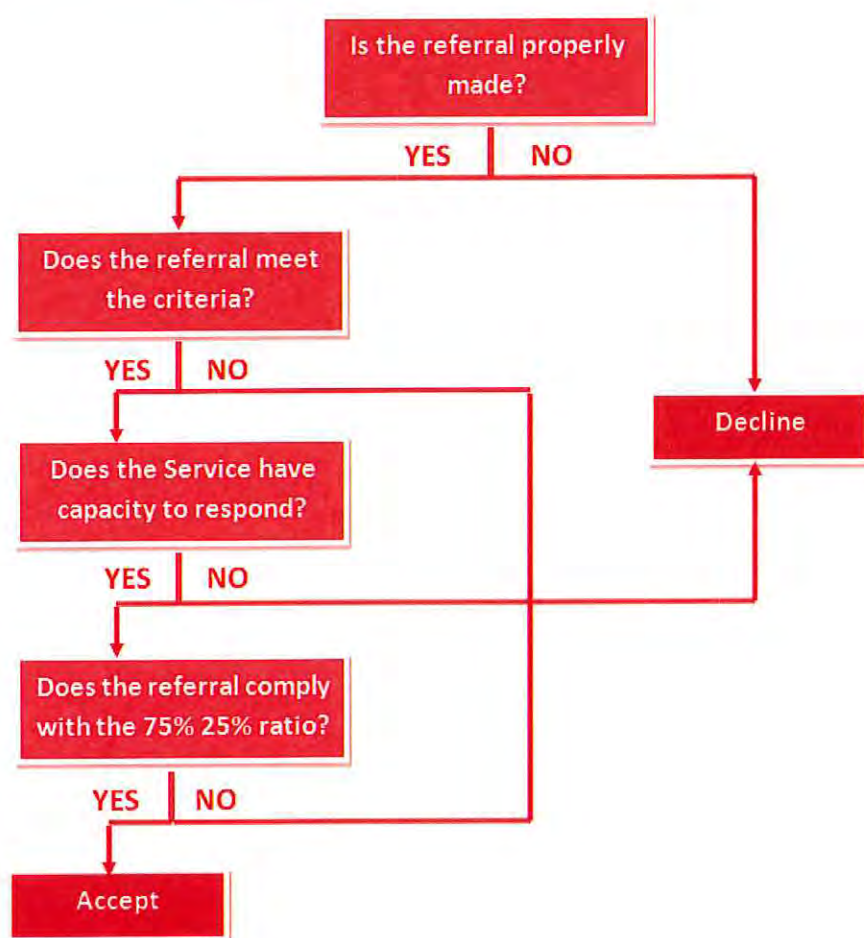 Is the referral properly
made?
YES NO
Does the referral meet
the criteria?
YES NO
Decline
Does the Service have
capacity to respond?
YES NO
Does the referral comply
with the 75% 25% ratio?
YES NO
Accept